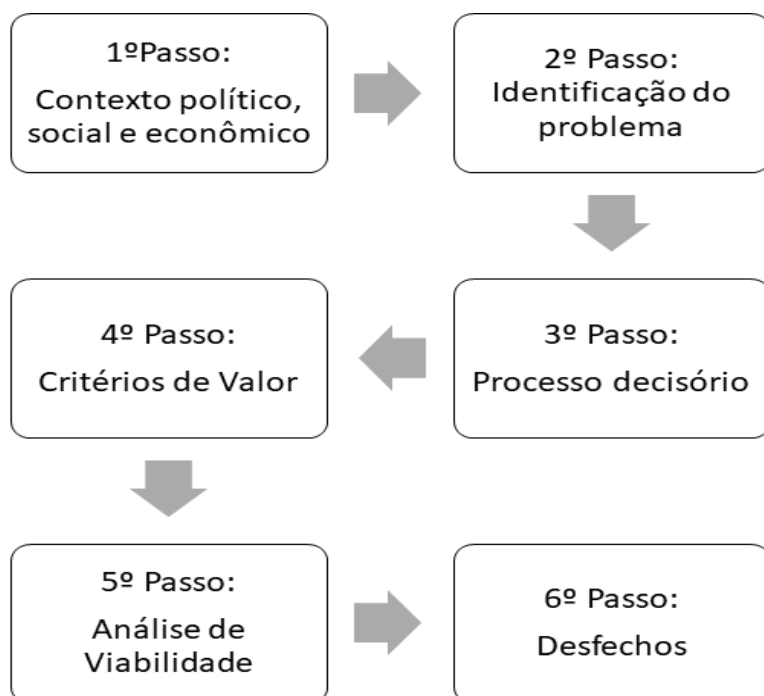 1ºPasso:
Contexto político,
social e econômico
2º Passo:
Identificação do
problema
3º Passo:
Processo decisório
4º Passo:
Critérios de Valor
5º Passo:
Análise de
Viabilidade
6º Passo:
Desfechos